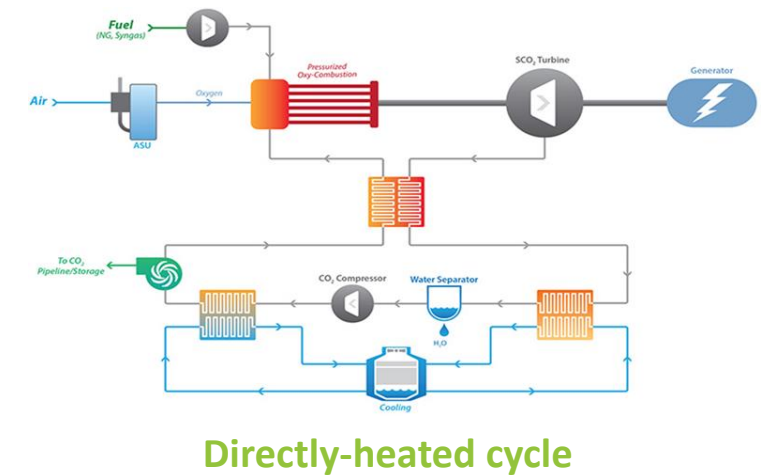 Fuel
(NG, Syngas)
Pressurized
Oxy-Combustion
SCO₂ Turbine
Generator
Air
Oxygen
ASU
To CO₂
Pipeline/Storage
CO₂ Compressor
Water Separator
H₂O
Cooling
Directly-heated cycle